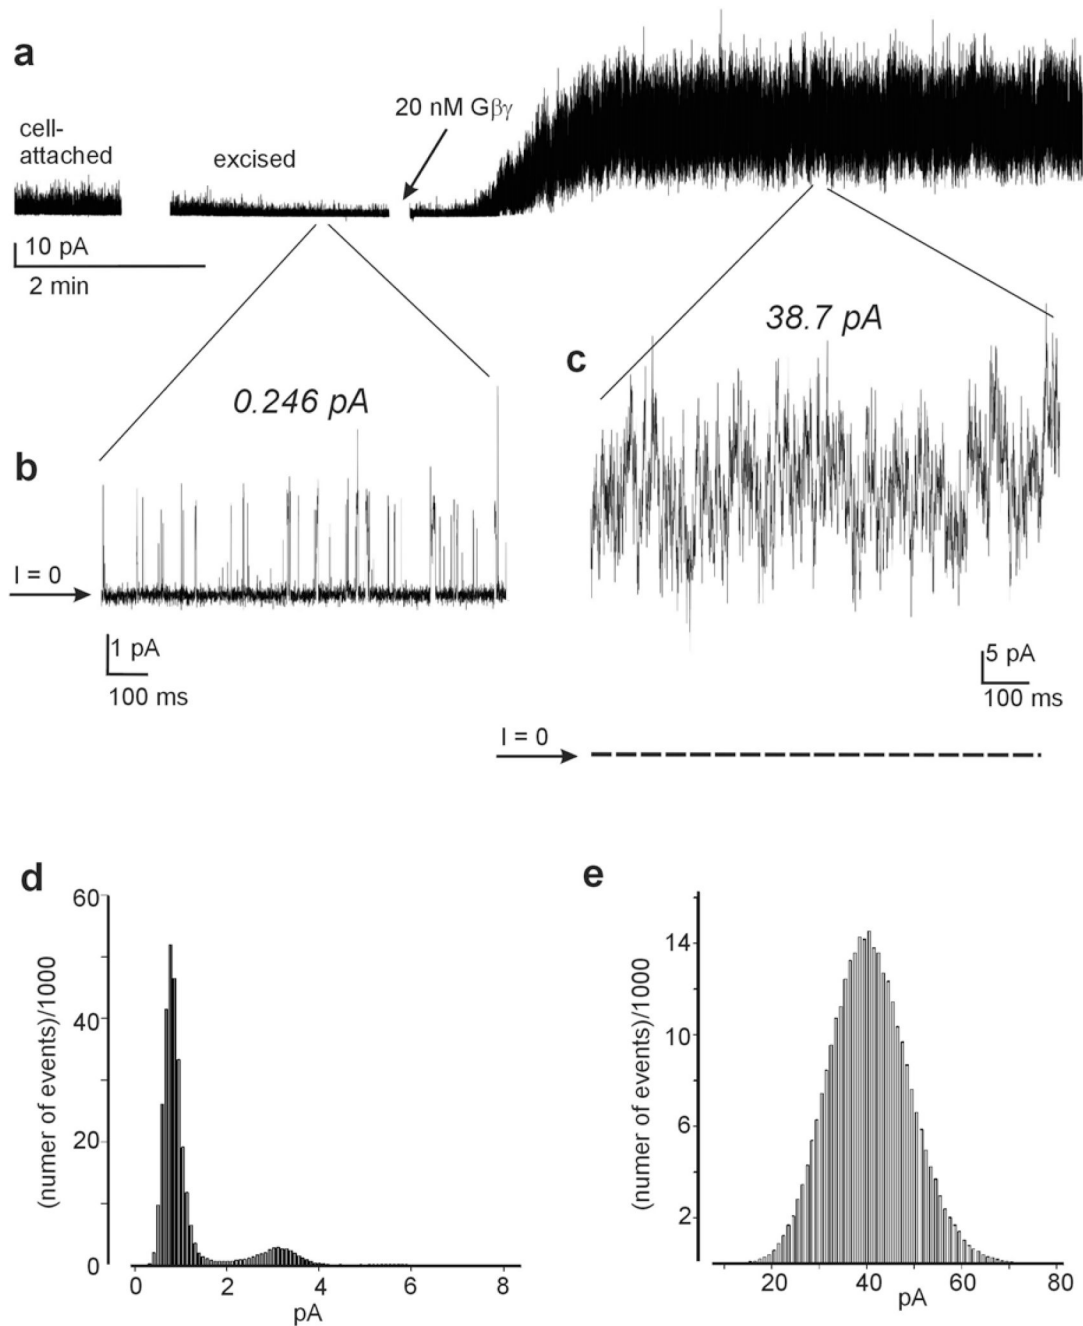 a
cell-
attached
excised
20 nM Gβγ
10 pA
2 min
0.246 pA
38.7 pA
b
c
I = 0
1 pA
100 ms
5 pA
100 ms
I = 0
d
(numer of events)/1000
60
40
20
0
0 2 4 6 8
pA
e
(numer of events)/1000
14
10
6
2
20 40 60 80
pA